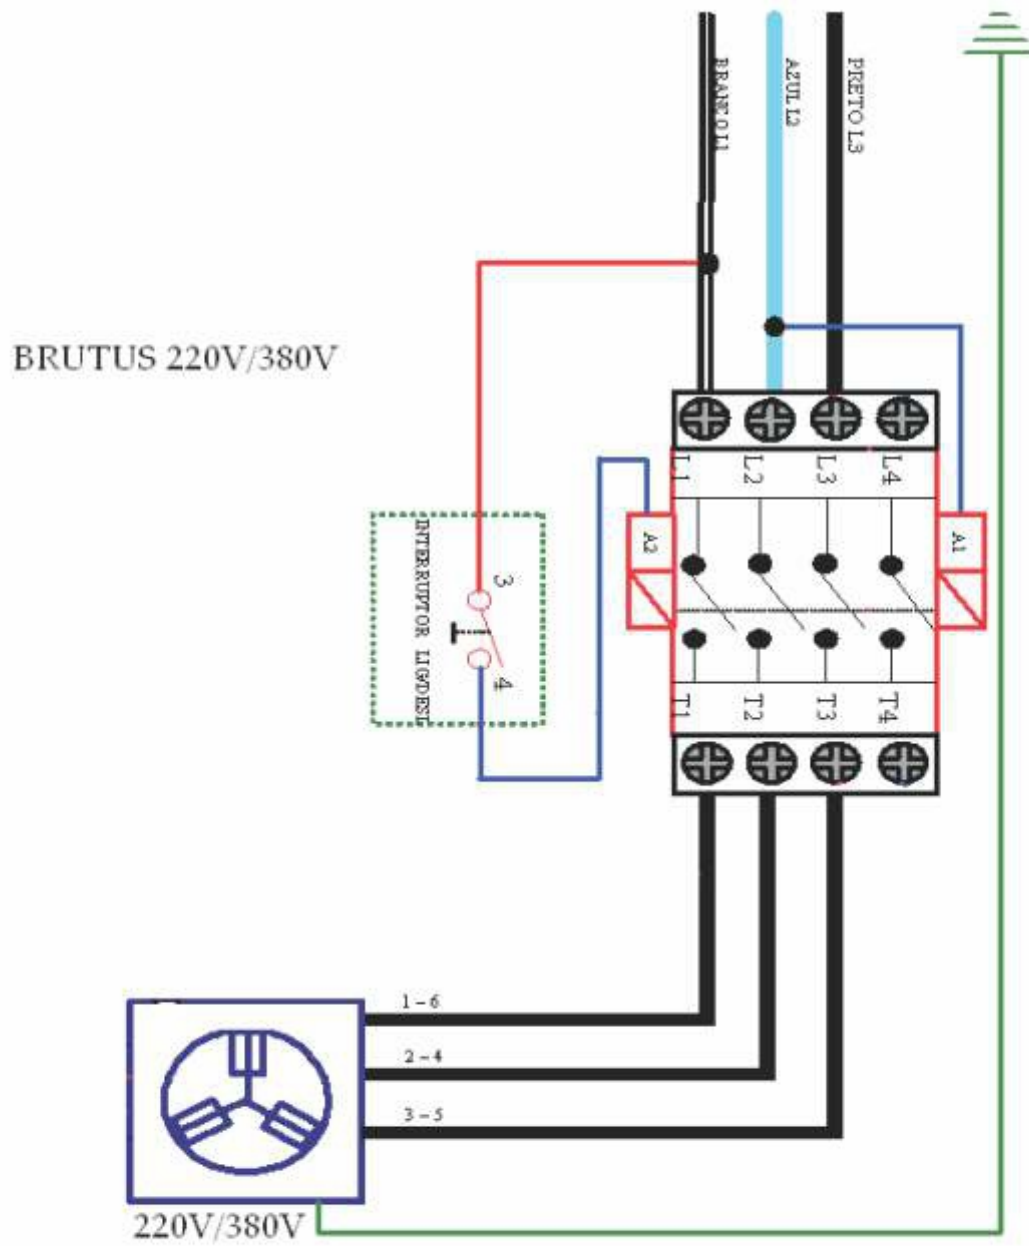 BRANCO L1
AZUL L2
PRETO L3
BRUTUS 220V/380V
L1 L2 L3 L4
A2
A1
INTERRUPTOR LIG/DESL
3
4
T1 T2 T3 T4
1 - 6
2 - 4
3 - 5
220V/380V